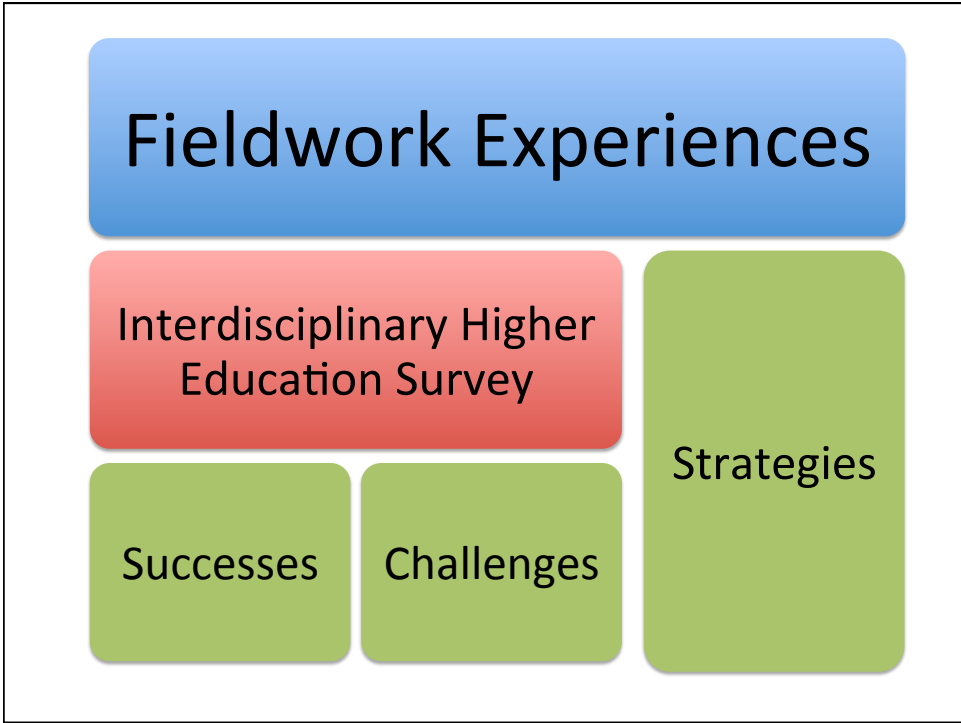 Fieldwork Experiences
Interdisciplinary Higher
Education Survey
Strategies
Successes
Challenges